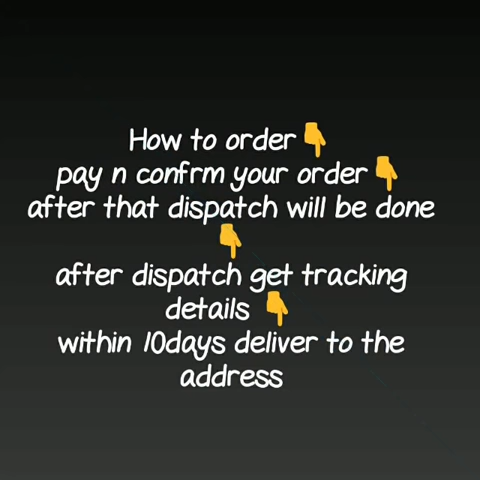 How to order👇
pay n confrm your order👇
after that dispatch will be done
👇
after dispatch get tracking
details 👇
within 10days deliver to the
address